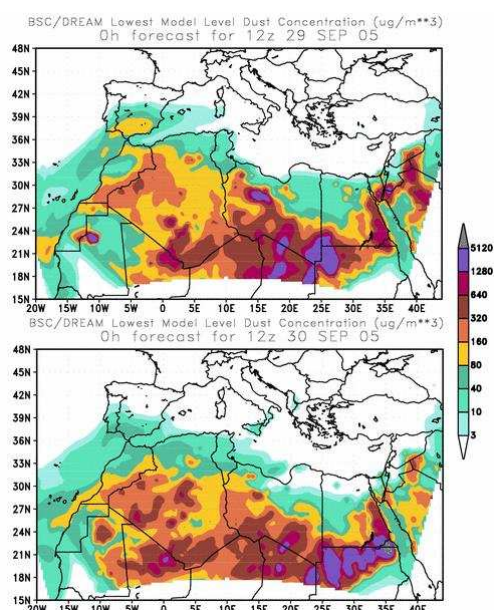 BSC/DREAM Lowest Model Level Dust Concentration (ug/m**3)
0h forecast for 12z 29 SEP 05
48N
45N
42N
39N
36N
33N
30N
27N
24N
21N
18N
15N
20W 15W 10W 5W 0 5E 10E 15E 20E 25E 30E 35E 40E
BSC/DREAM Lowest Model Level Dust Concentration (ug/m**3)
0h forecast for 12z 30 SEP 05
48N
45N
42N
39N
36N
33N
30N
27N
24N
21N
18N
15N
20W 15W 10W 5W 0 5E 10E 15E 20E 25E 30E 35E 40E
5120
1280
640
320
160
80
40
10
3